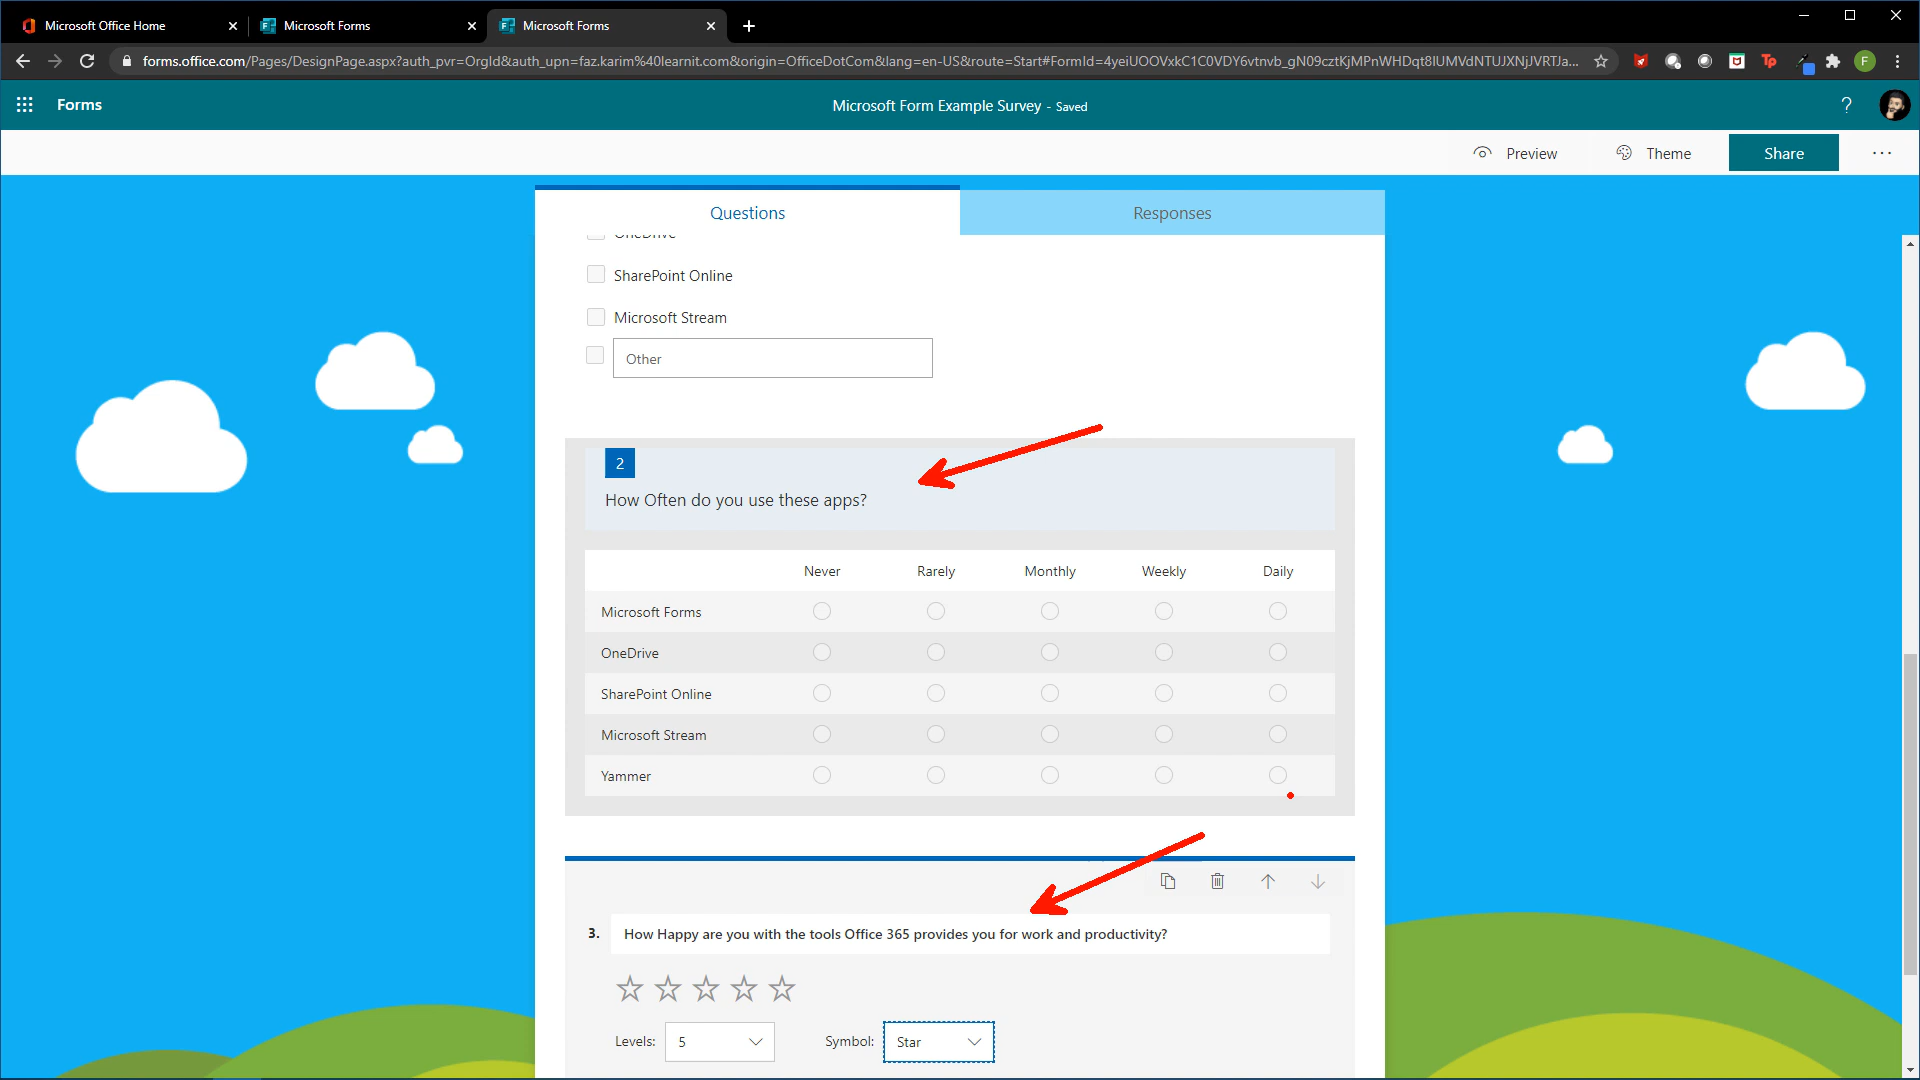 Microsoft Office Home
Microsoft Forms
Microsoft Forms
forms.office.com/Pages/DesignPage.aspx?auth_pvr=OrgId&auth_upn=faz.karim%40learnit.com&origin=OfficeDotCom&lang=en-US&route=Start#FormId=4yeiUOOVxkC1C0VDY6vtnvb_gN09cztKjMPnWHDqt8lUMVdNTUJXNjJVRTJa...
Tp
F
Forms
Microsoft Form Example Survey - Saved
?
Preview
Theme
Share
Questions
Responses
OneDrive
SharePoint Online
Microsoft Stream
Other
2
How Often do you use these apps?
Never Rarely Monthly Weekly Daily
Microsoft Forms
OneDrive
SharePoint Online
Microsoft Stream
Yammer
3. How Happy are you with the tools Office 365 provides you for work and productivity?
Levels: 5 Symbol: Star